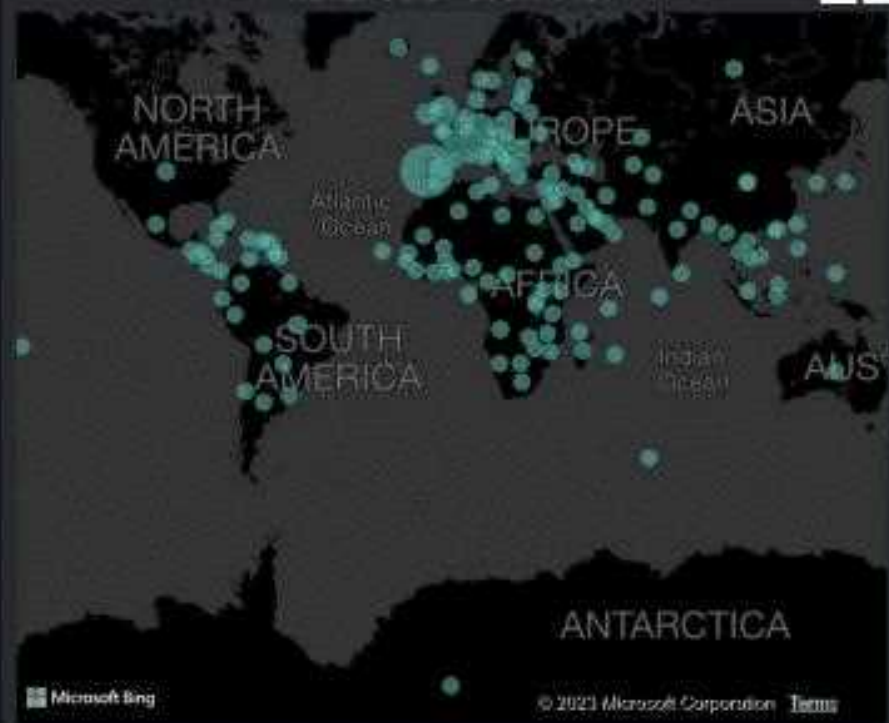 NORTH
AMERICA
EUROPE
ASIA
Atlantic
Ocean
AFRICA
SOUTH
AMERICA
Indian
Ocean
AUS
ANTARCTICA
Microsoft Bing
© 2023 Microsoft Corporation Terms